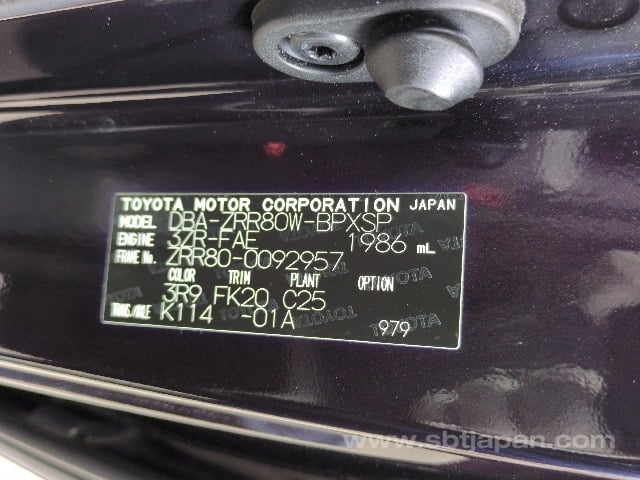 TOYOTA MOTOR CORPORATION JAPAN
MODEL DBA-ZRR80W-BPXSP
ENGINE 3ZR-FAE 1986 mL
FRAME No. ZRR80-0092957
COLOR TRIM PLANT OPTION
3R9 FK20 C25
TRANS/AXLE K114 -01A
979
www.sbtjapan.com